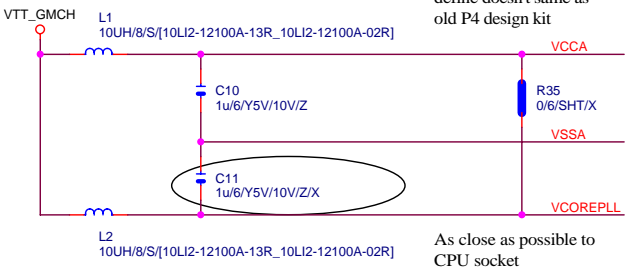 define doesn't same as
old P4 design kit
VTT_GMCH
L1
10UH/8/S/[10LI2-12100A-13R_10LI2-12100A-02R]
VCCA
C10
1u/6/Y5V/10V/Z
R35
0/6/SHT/X
VSSA
C11
1u/6/Y5V/10V/Z/X
VCOREPLL
L2
10UH/8/S/[10LI2-12100A-13R_10LI2-12100A-02R]
As close as possible to
CPU socket